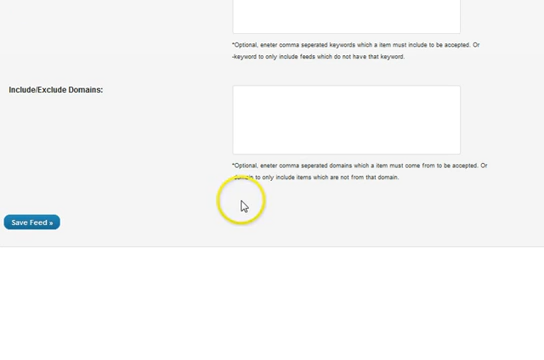 *Optional, eneter comma seperated keywords which a item must include to be accepted. Or
-keyword to only include feeds which do not have that keyword.
Include/Exclude Domains:
*Optional, eneter comma seperated domains which a item must come from to be accepted. Or
-domain to only include items which are not from that domain.
Save Feed »